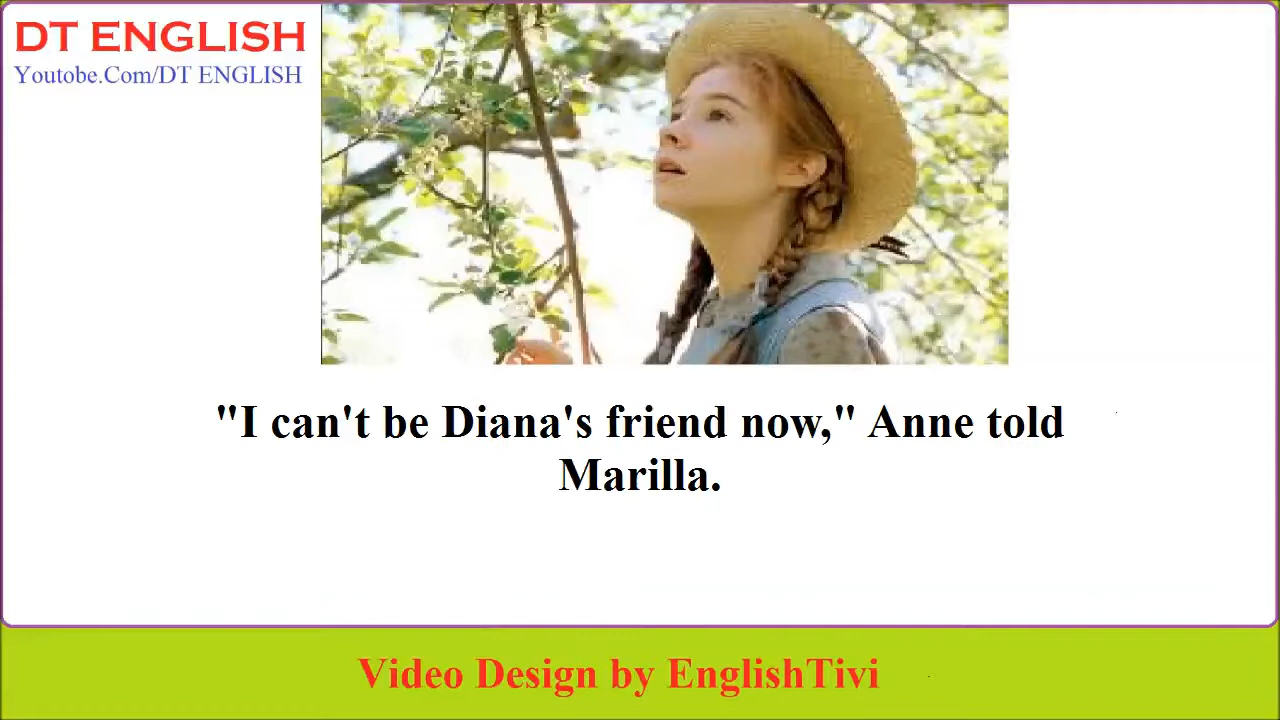 DT ENGLISH
Youtobe.Com/DT ENGLISH
"I can't be Diana's friend now," Anne told
Marilla.
Video Design by EnglishTivi